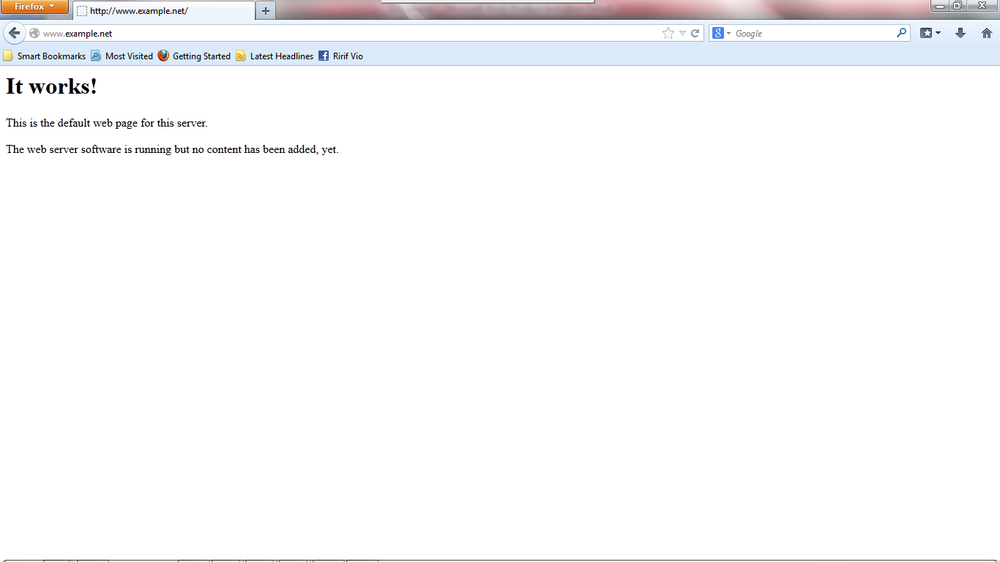 Firefox
http://www.example.net/
www.example.net
Google
Smart Bookmarks Most Visited Getting Started Latest Headlines Ririf Vio
It works!
This is the default web page for this server.
The web server software is running but no content has been added, yet.